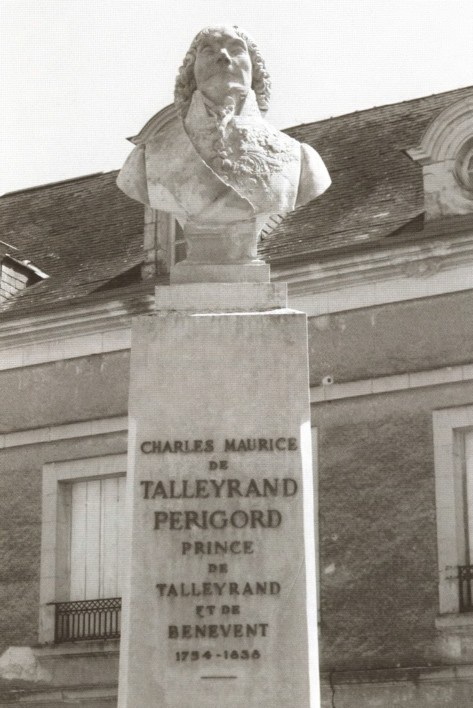 CHARLES MAURICE
DE
TALLEYRAND
PERIGORD
PRINCE
DE
TALLEYRAND
ET DE
BENEVENT
1754-1838